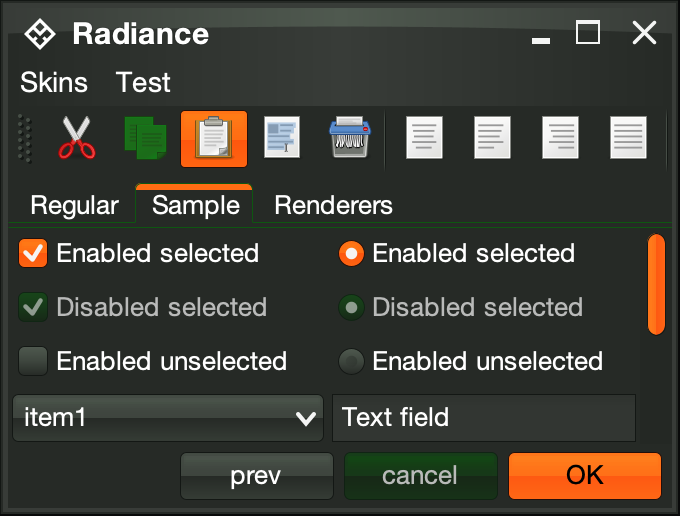 Radiance
Skins Test
Regular Sample Renderers
Enabled selected Enabled selected
Disabled selected Disabled selected
Enabled unselected Enabled unselected
item1 Text field
prev cancel OK